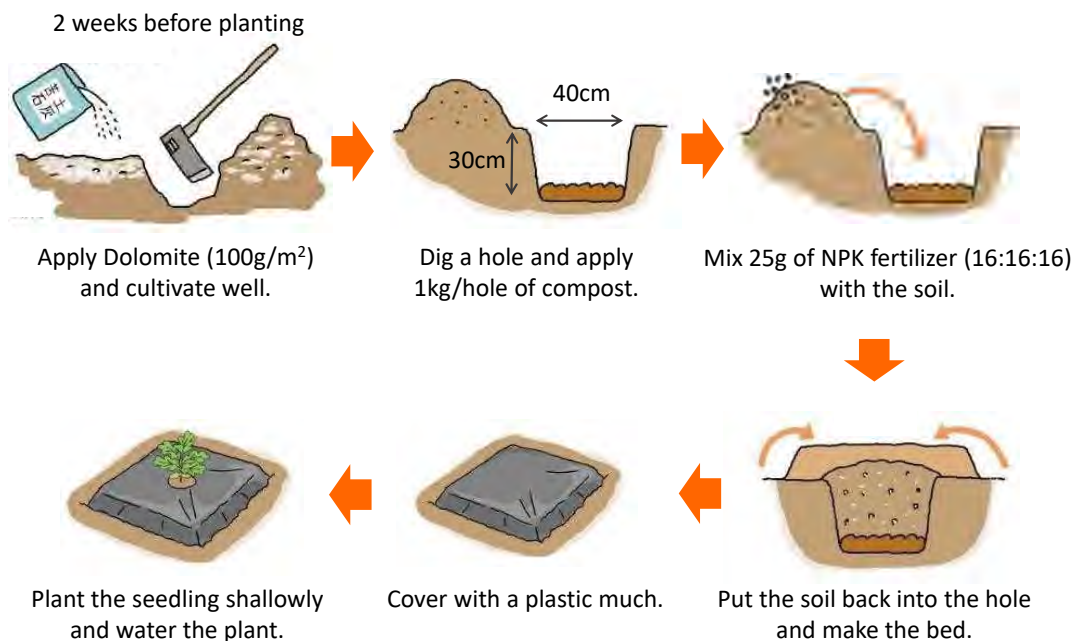 2 weeks before planting
40cm
30cm
Apply Dolomite (100g/m²)
and cultivate well.
Dig a hole and apply
1kg/hole of compost.
Mix 25g of NPK fertilizer (16:16:16)
with the soil.
Put the soil back into the hole
and make the bed.
Cover with a plastic much.
Plant the seedling shallowly
and water the plant.